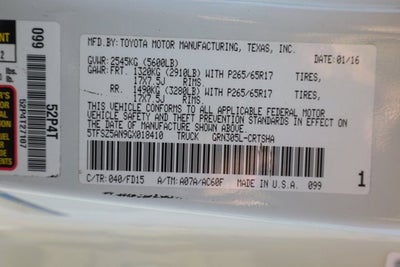 MFD.BY: TOYOTA MOTOR MANUFACTURING, TEXAS, INC.
GVWR: 2545KG (5600LB) 01/16
GAWR: FRT. 1320KG (2910LB) WITH P265/65R17 TIRES,
17X7.5J RIMS
RR. 1490KG (3280LB) WITH P265/65R17 TIRES,
17X7.5J RIMS
THIS VEHICLE CONFORMS TO ALL APPLICABLE FEDERAL MOTOR
VEHICLE SAFETY AND THEFT PREVENTION STANDARDS IN EFFECT ON
THE DATE OF MANUFACTURE SHOWN ABOVE.
5TFSZ5AN9GX018410 TRUCK GRN305L-CRTSHA
1
C/TR: 040/FD15 A/TM: A07A/AC60F MADE IN U.S.A. 099
099
52P4T
52P4T127107